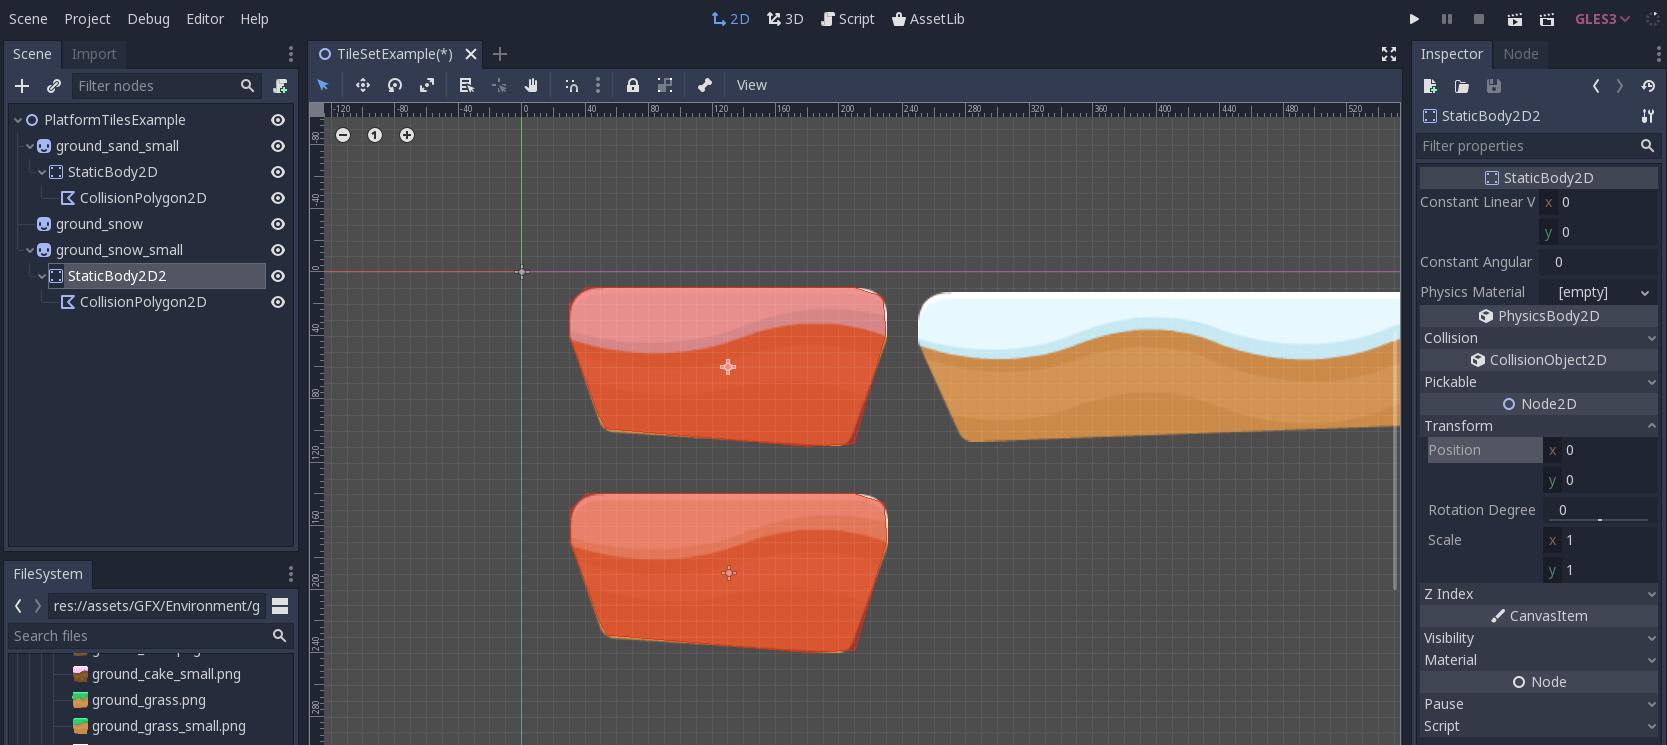 Scene Project Debug Editor Help
2D 3D Script AssetLib
GLES3
Scene Import
Filter nodes
PlatformTilesExample
ground_sand_small
StaticBody2D
CollisionPolygon2D
ground_snow
ground_snow_small
StaticBody2D2
CollisionPolygon2D
FileSystem
res://assets/GFX/Environment/g
Search files
ground_cake_small.png
ground_grass.png
ground_grass_small.png
TileSetExample(*)
View
-120 -80 -40 0 40 80 120 160 200 240 280 320 360 400 440 480 520
1
-80
-40
0
40
80
120
160
200
240
280
Inspector Node
StaticBody2D2
Filter properties
StaticBody2D
Constant Linear V x 0
y 0
Constant Angular 0
Physics Material [empty]
PhysicsBody2D
Collision
CollisionObject2D
Pickable
Node2D
Transform
Position x 0
y 0
Rotation Degree 0
Scale x 1
y 1
Z Index
CanvasItem
Visibility
Material
Node
Pause
Script